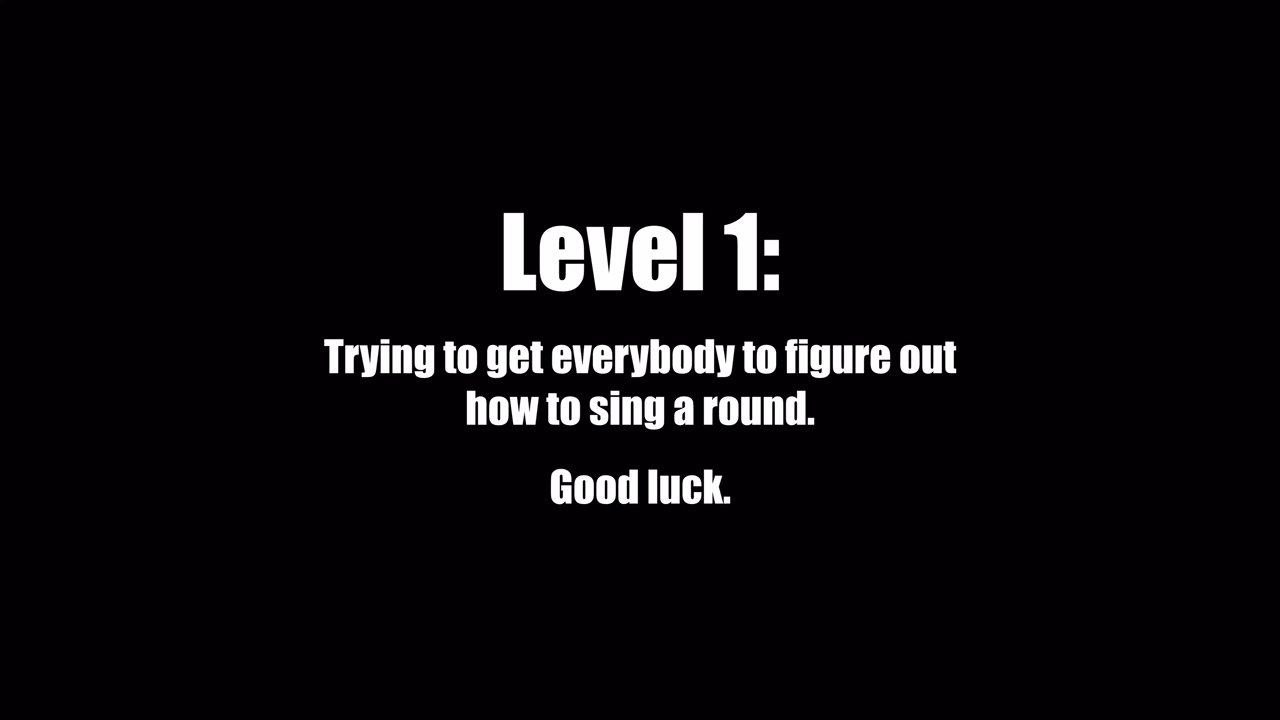 Level 1:
Trying to get everybody to figure out
how to sing a round.
Good luck.